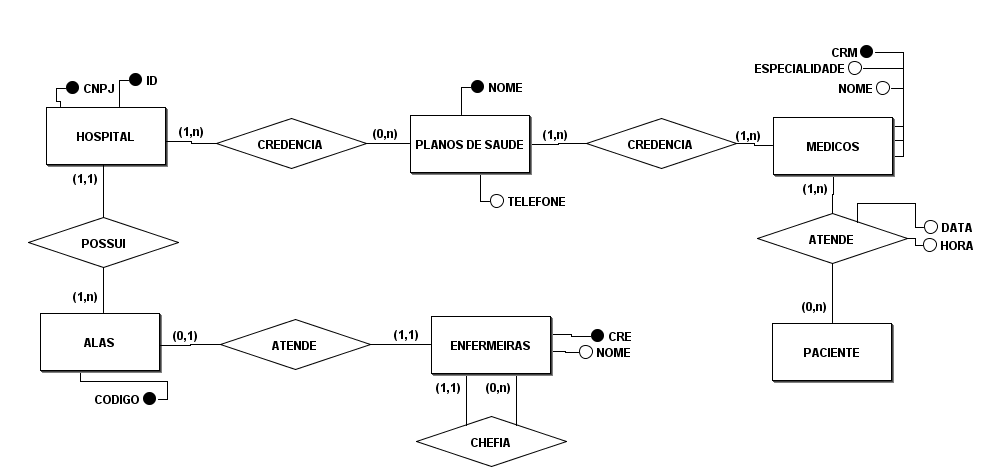 CRM
ESPECIALIDADE
NOME
CNPJ
ID
NOME
HOSPITAL
(1,n)
CREDENCIA
(0,n)
PLANOS DE SAUDE
(1,n)
CREDENCIA
(1,n)
MEDICOS
(1,1)
TELEFONE
(1,n)
POSSUI
ATENDE
DATA
HORA
(1,n)
(0,n)
ALAS
(0,1)
ATENDE
(1,1)
ENFERMEIRAS
CRE
NOME
PACIENTE
CODIGO
(1,1)
(0,n)
CHEFIA